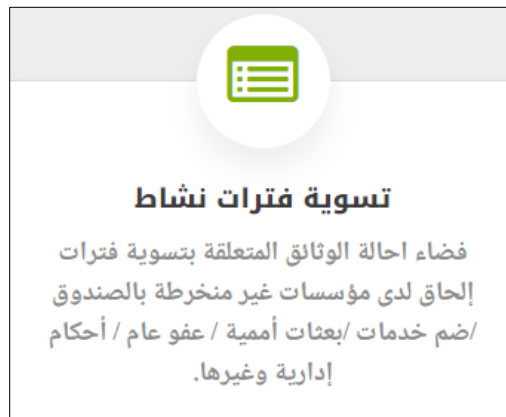 تسوية فترات نشاط
فضاء احالة الوثائق المتعلقة بتسوية فترات
إلحاق لدى مؤسسات غير منخرطة بالصندوق
/ضم خدمات /بعثات أممية / عفو عام / أحكام
إدارية وغيرها.